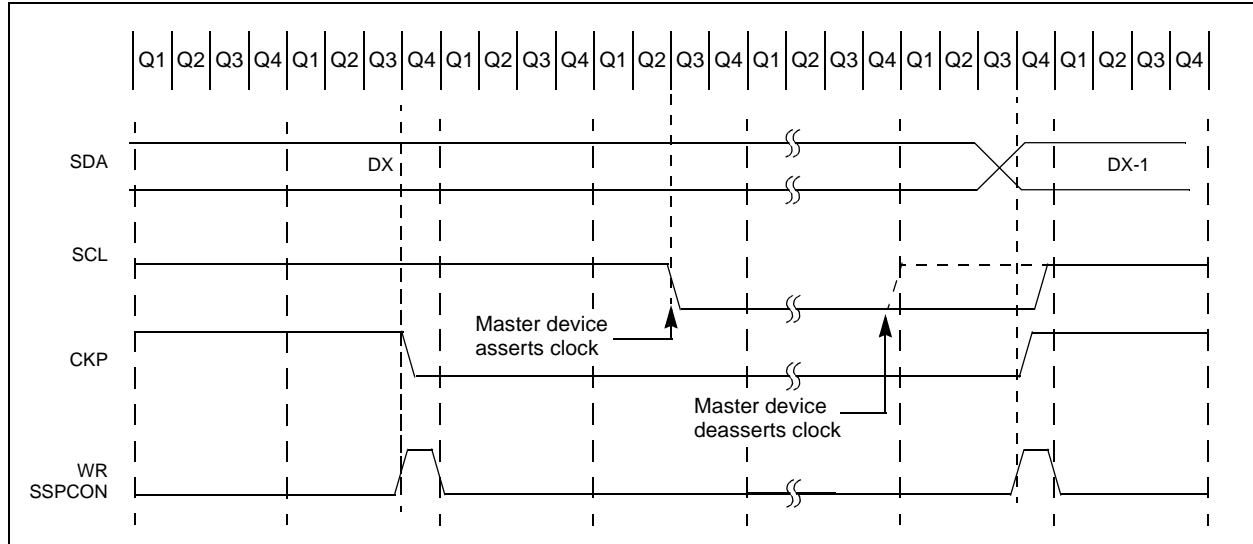 Q1 Q2 Q3 Q4 Q1 Q2 Q3 Q4 Q1 Q2 Q3 Q4 Q1 Q2 Q3 Q4 Q1 Q2 Q3 Q4 Q1 Q2 Q3 Q4 Q1 Q2 Q3 Q4
SDA
DX
DX-1
SCL
Master device
asserts clock
CKP
Master device
deasserts clock
WR
SSPCON